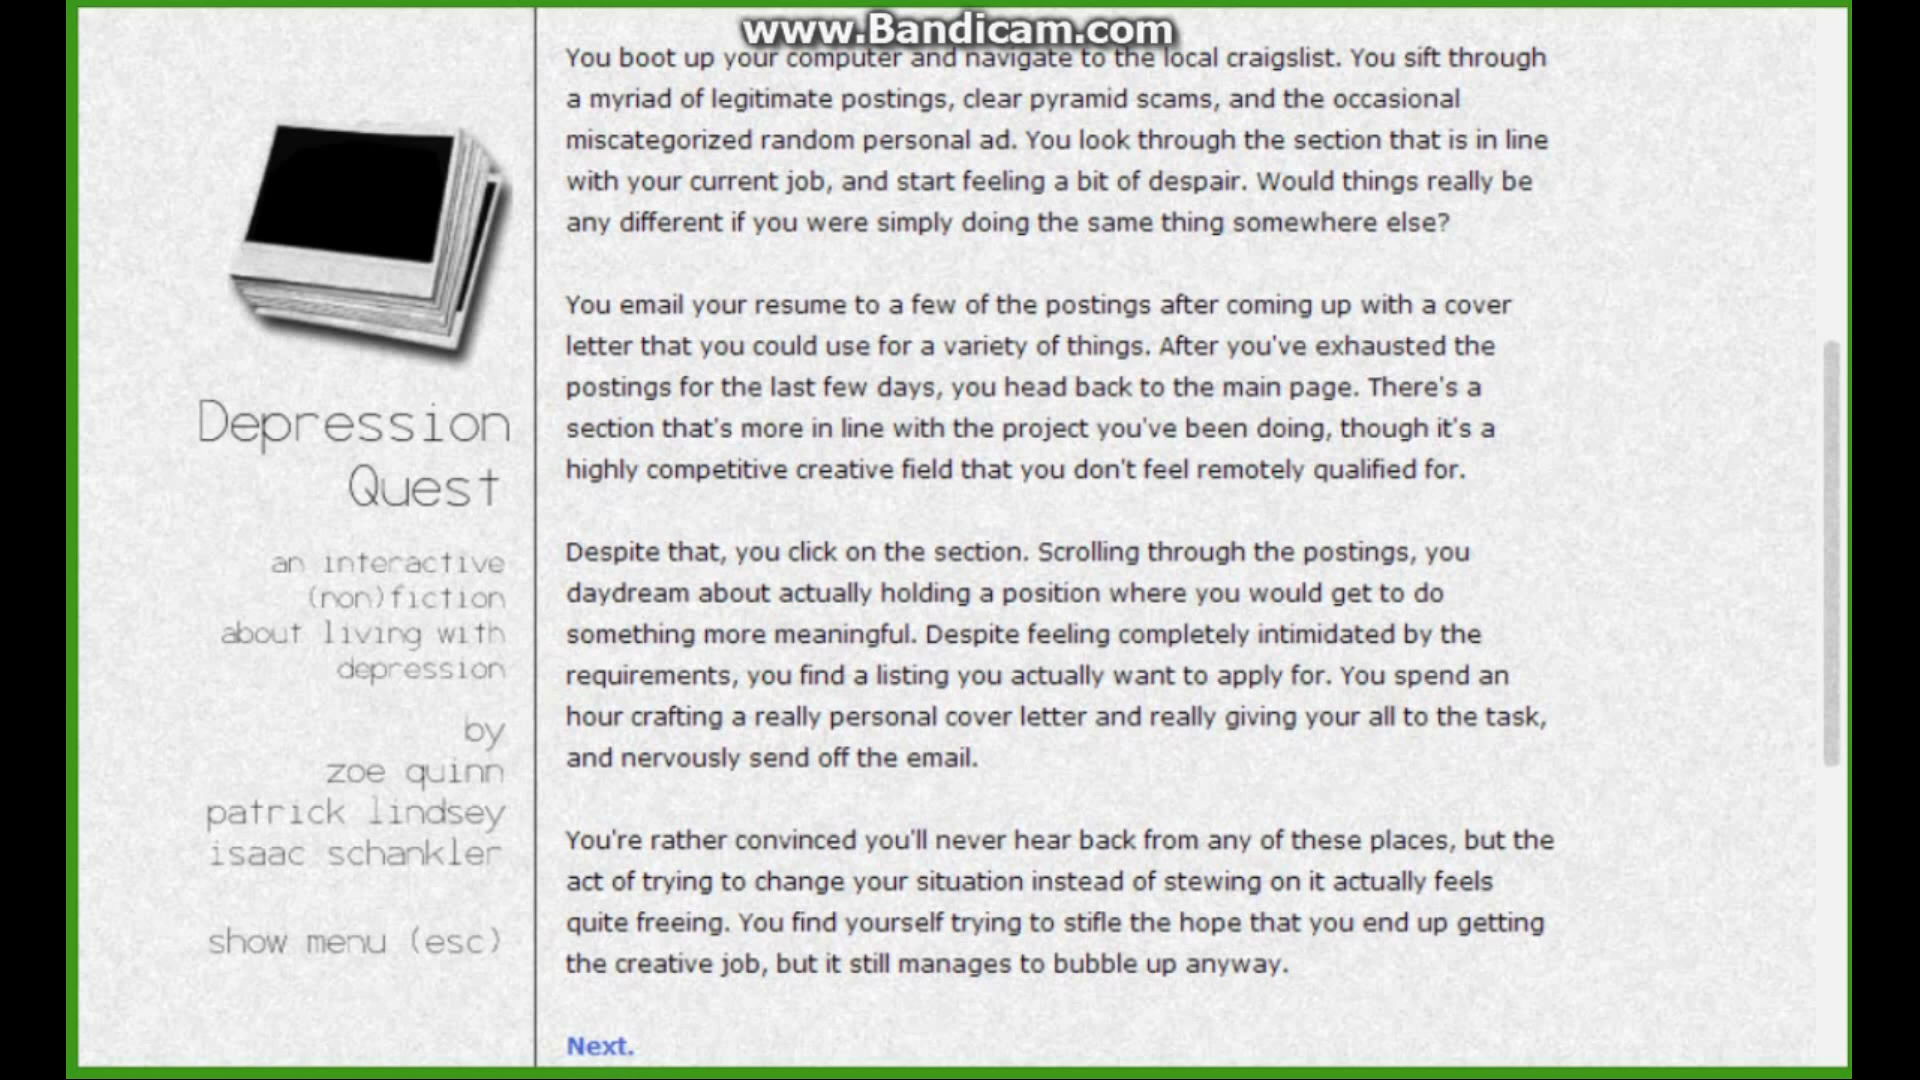 www.Bandicam.com
You boot up your computer and navigate to the local craigslist. You sift through
a myriad of legitimate postings, clear pyramid scams, and the occasional
miscategorized random personal ad. You look through the section that is in line
with your current job, and start feeling a bit of despair. Would things really be
any different if you were simply doing the same thing somewhere else?
You email your resume to a few of the postings after coming up with a cover
letter that you could use for a variety of things. After you've exhausted the
postings for the last few days, you head back to the main page. There's a
section that's more in line with the project you've been doing, though it's a
highly competitive creative field that you don't feel remotely qualified for.
Despite that, you click on the section. Scrolling through the postings, you
daydream about actually holding a position where you would get to do
something more meaningful. Despite feeling completely intimidated by the
requirements, you find a listing you actually want to apply for. You spend an
hour crafting a really personal cover letter and really giving your all to the task,
and nervously send off the email.
You're rather convinced you'll never hear back from any of these places, but the
act of trying to change your situation instead of stewing on it actually feels
quite freeing. You find yourself trying to stifle the hope that you end up getting
the creative job, but it still manages to bubble up anyway.
Next.
Depression
Quest
an interactive
(non)fiction
about living with
depression
by
zoe quinn
patrick lindsey
isaac schankler
show menu (esc)